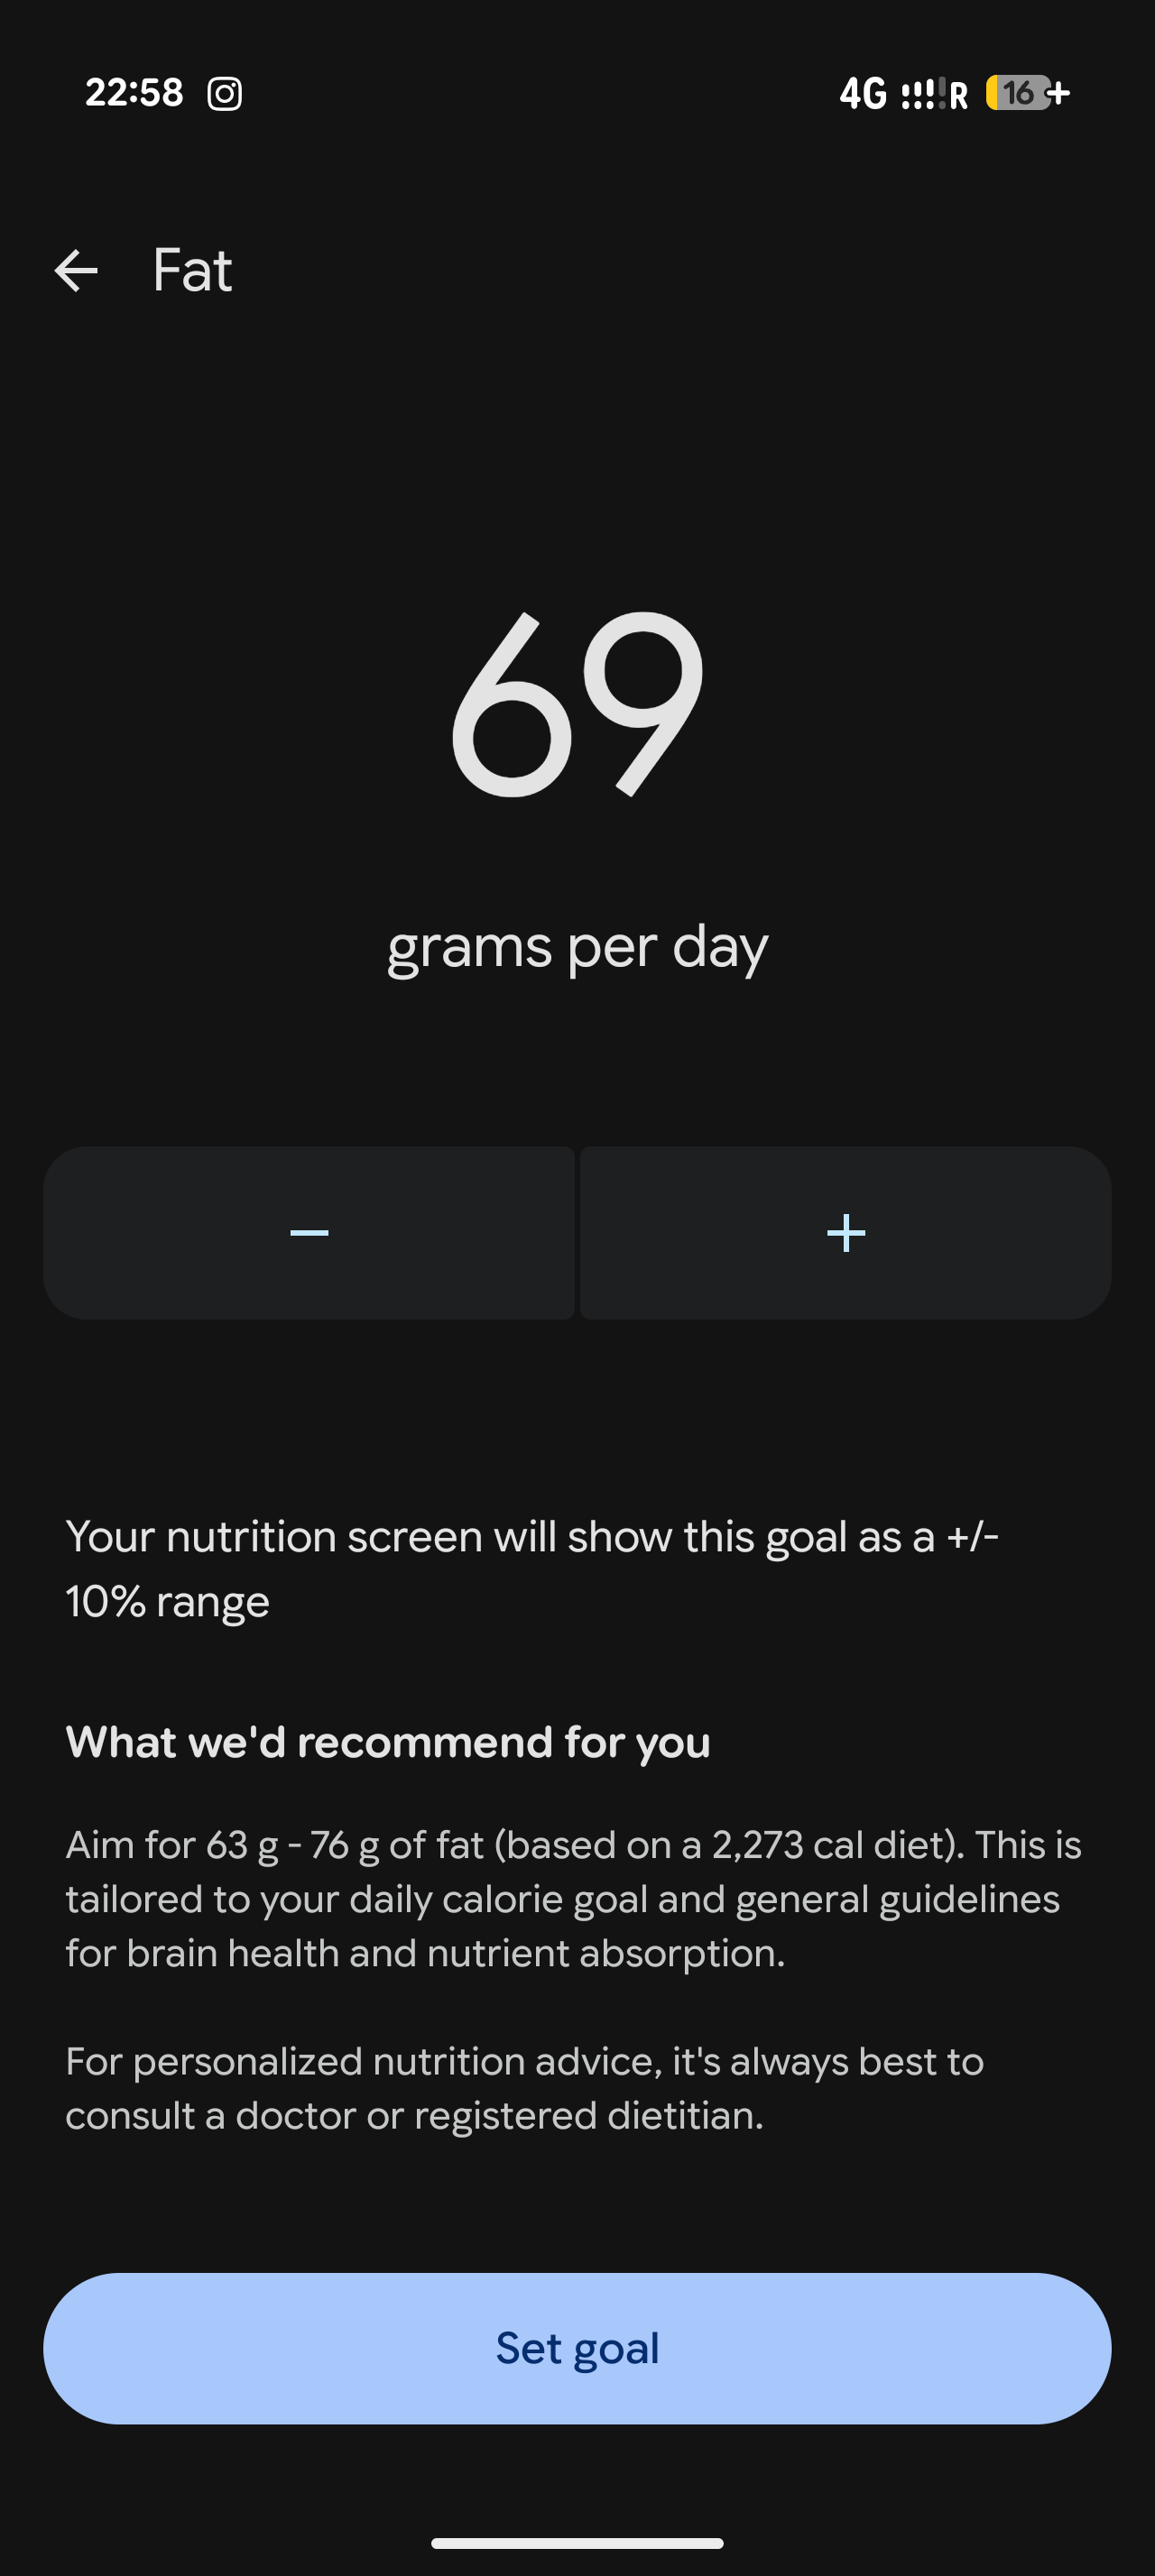 22:58
4G R 16
Fat
69
grams per day
Your nutrition screen will show this goal as a +/-
10% range
What we'd recommend for you
Aim for 63 g - 76 g of fat (based on a 2,273 cal diet). This is
tailored to your daily calorie goal and general guidelines
for brain health and nutrient absorption.
For personalized nutrition advice, it's always best to
consult a doctor or registered dietitian.
Set goal